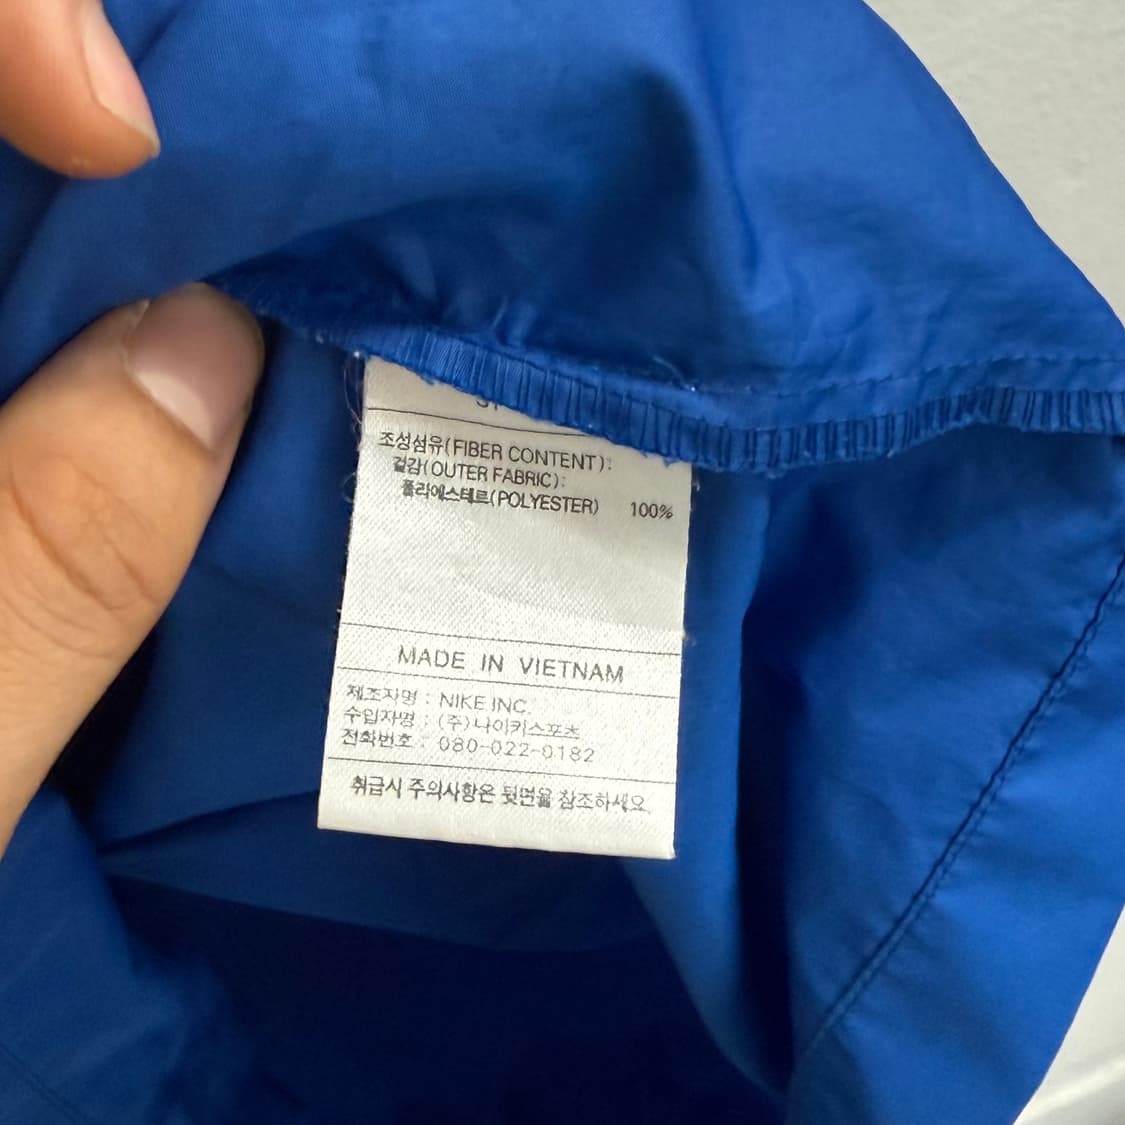 조성섬유(FIBER CONTENT):
겉감(OUTER FABRIC):
폴리에스테르(POLYESTER) 100%
MADE IN VIETNAM
제조자명 : NIKE INC.
수입자명 : (주)나이키스포츠
전화번호 : 080-022-0182
취급시 주의사항은 뒷면을 참조하세요.